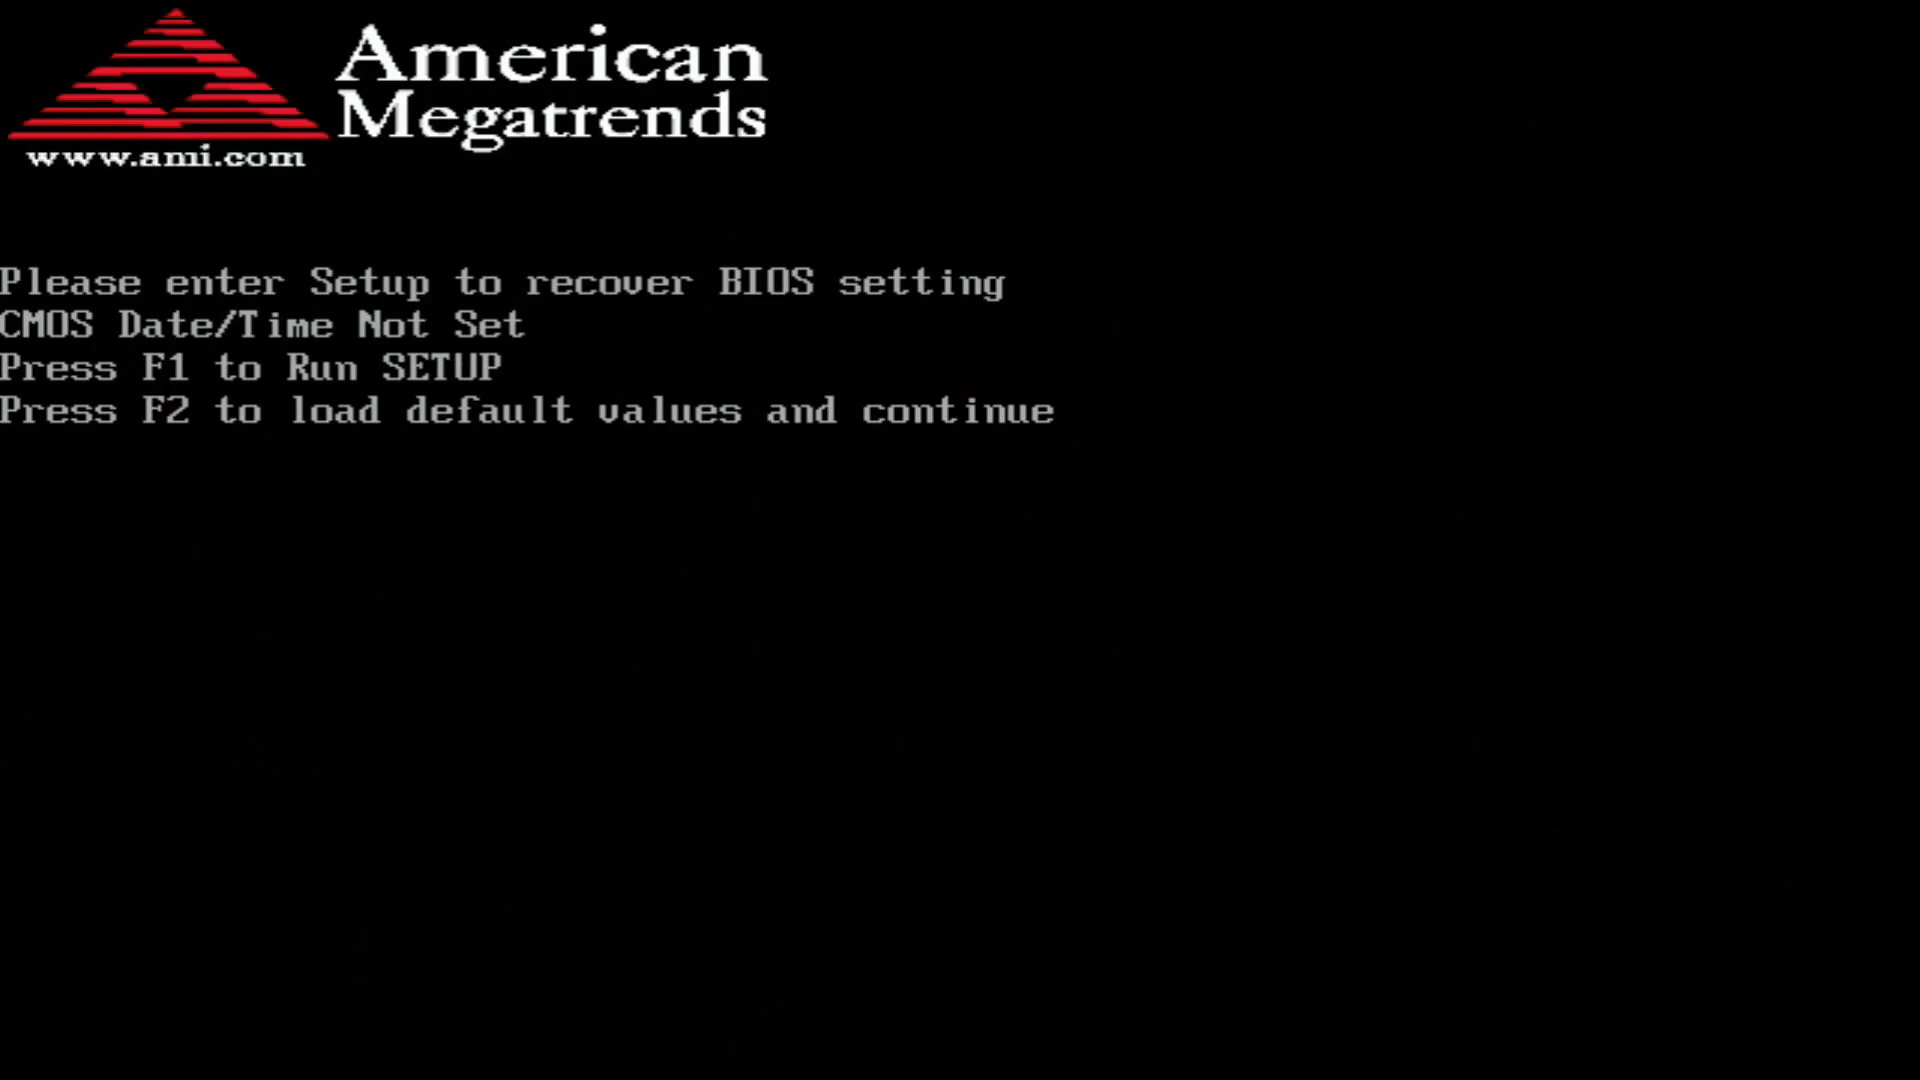 American
Megatrends
www.ami.com
Please enter Setup to recover BIOS setting
CMOS Date/Time Not Set
Press F1 to Run SETUP
Press F2 to load default values and continue